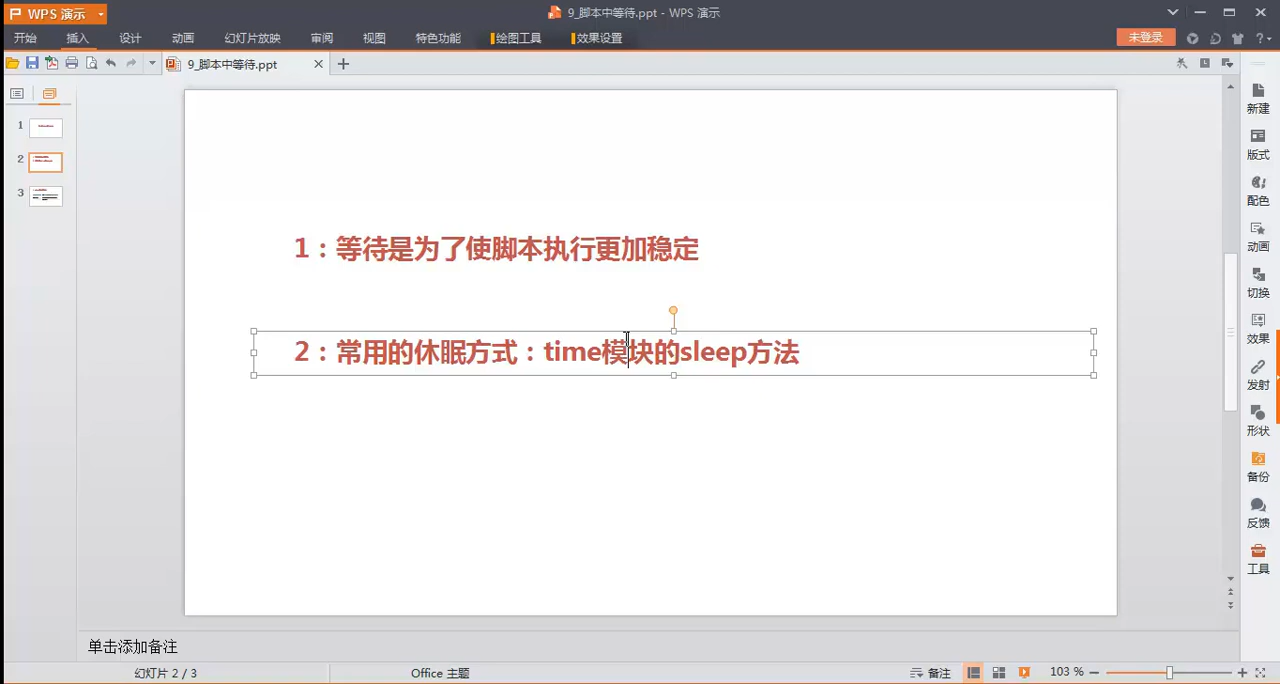 WPS 演示
9_脚本中等待.ppt - WPS 演示
开始 插入 设计 动画 幻灯片放映 审阅 视图 特色功能 绘图工具 效果设置 未登录
9_脚本中等待.ppt
1
2
3
1：等待是为了使脚本执行更加稳定
2：常用的休眠方式：time模块的sleep方法
新建
版式
配色
动画
切换
效果
发射
形状
备份
反馈
工具
单击添加备注
幻灯片 2 / 3 Office 主题 备注 103 %